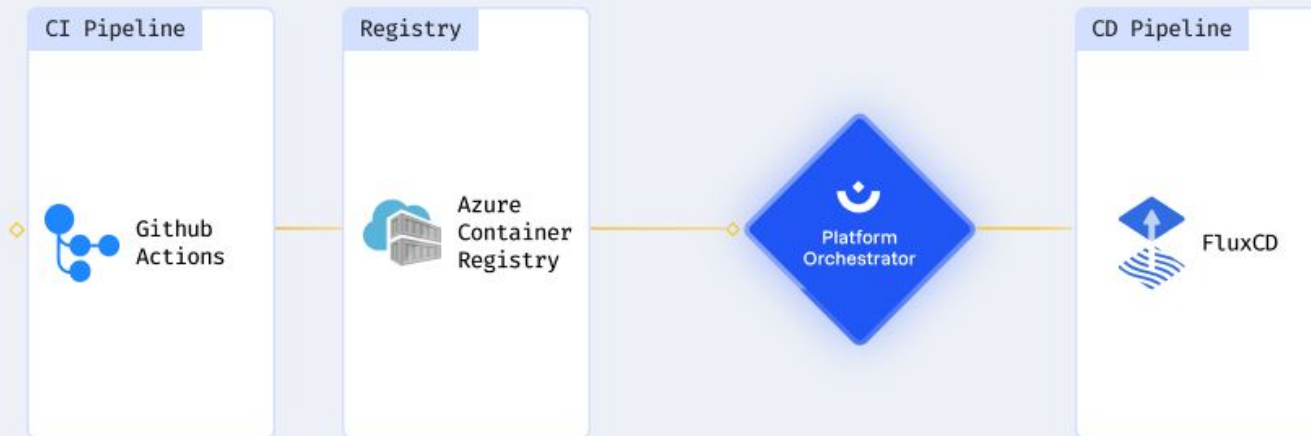 CI Pipeline
Registry
CD Pipeline
Github
Actions
Azure
Container
Registry
Platform
Orchestrator
FluxCD